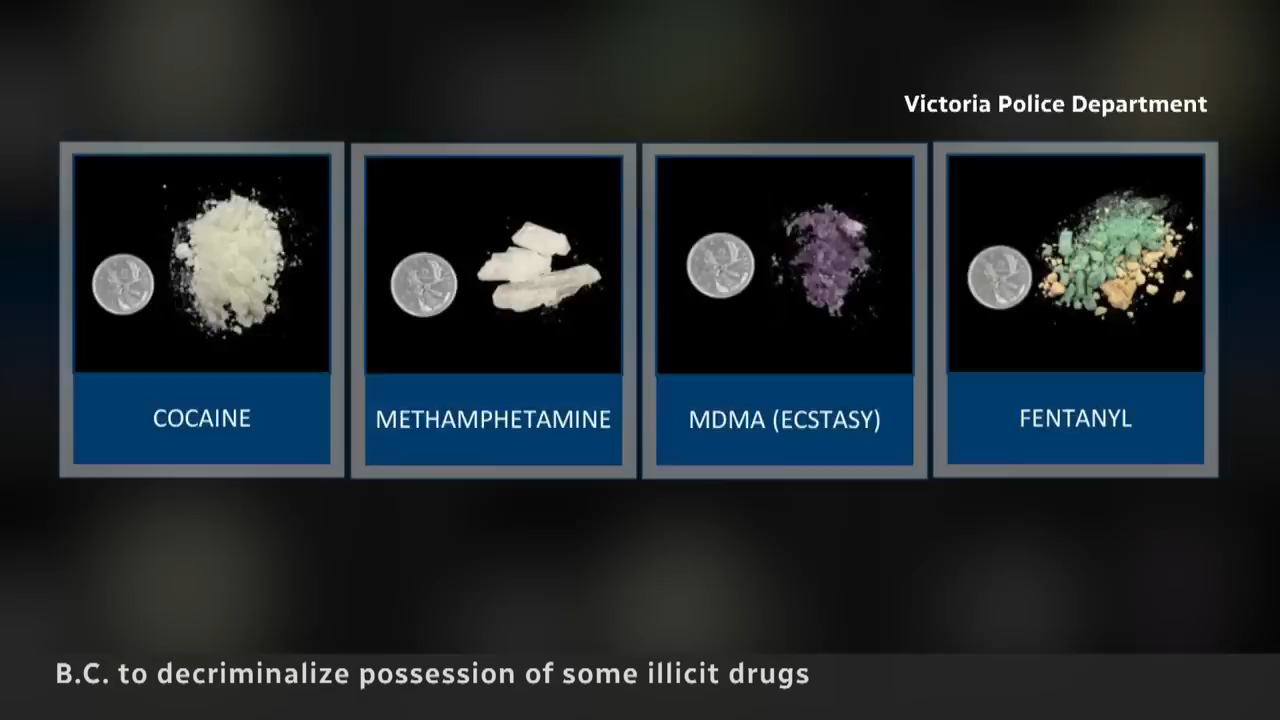 Victoria Police Department
COCAINE
METHAMPHETAMINE
MDMA (ECSTASY)
FENTANYL
B.C. to decriminalize possession of some illicit drugs